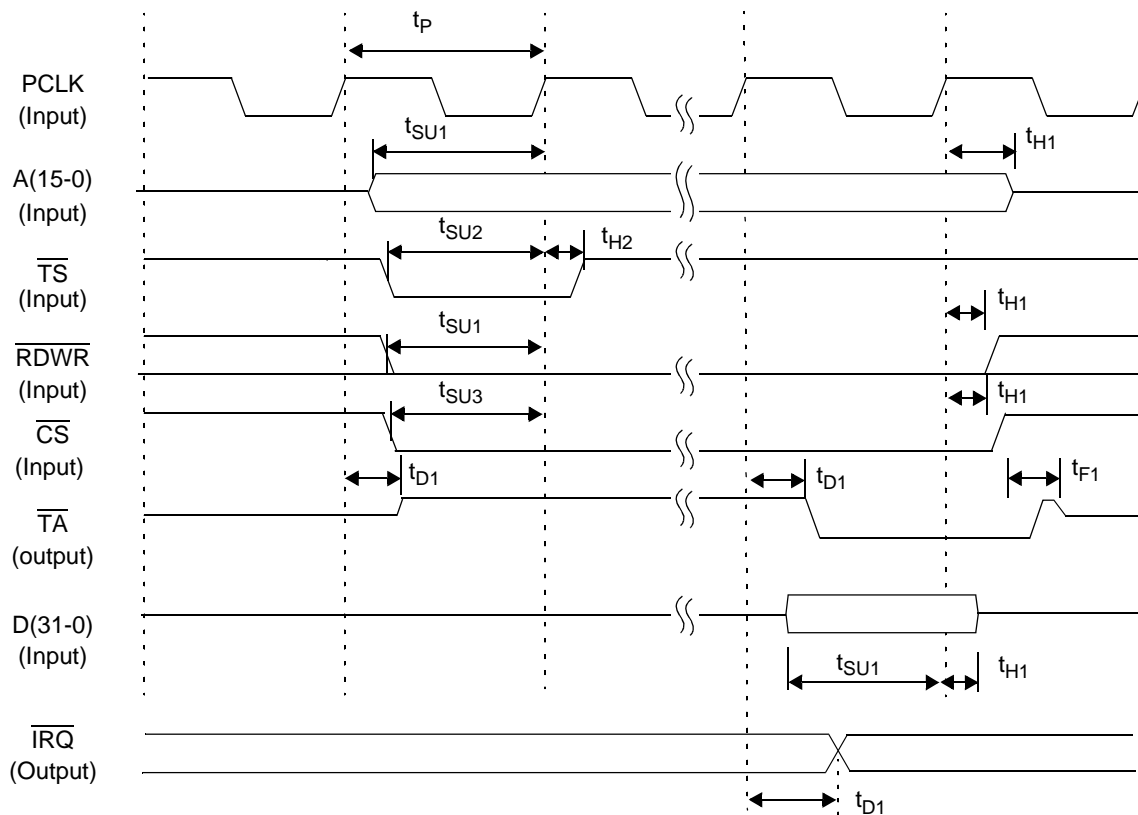 tP
PCLK
(Input)
tSU1
tH1
A(15-0)
(Input)
tSU2
tH2
TS
(Input)
tH1
tSU1
RDWR
(Input)
tSU3
tH1
CS
(Input)
tD1
tD1
tF1
TA
(output)
D(31-0)
(Input)
tSU1
tH1
IRQ
(Output)
tD1